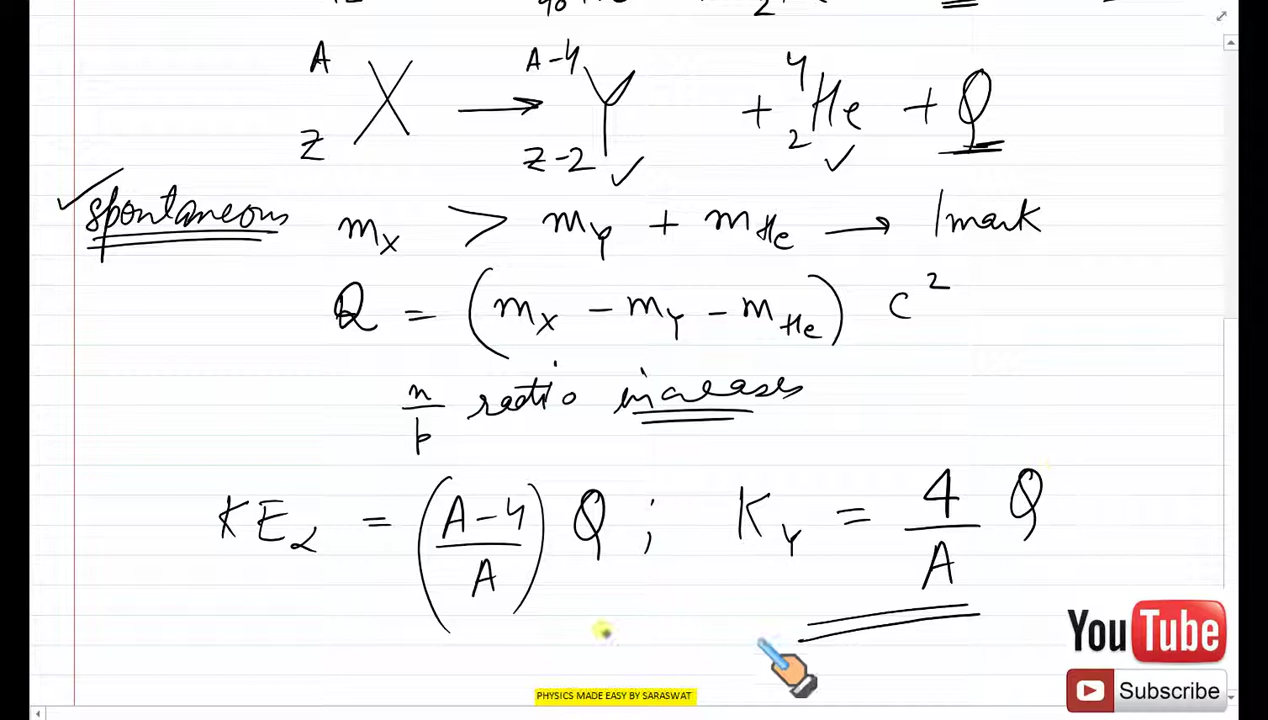 A Z X → A-4 Z-2 Y ✓ + 4 2 He ✓ + Q
✓ spontaneous m_X > m_Y + m_He → 1 mark
Q = (m_X - m_Y - m_He) c²
n/p ratio increases
KE_α = (A-4/A) Q ; K_Y = 4/A Q
YouTube
Subscribe
PHYSICS MADE EASY BY SARASWAT